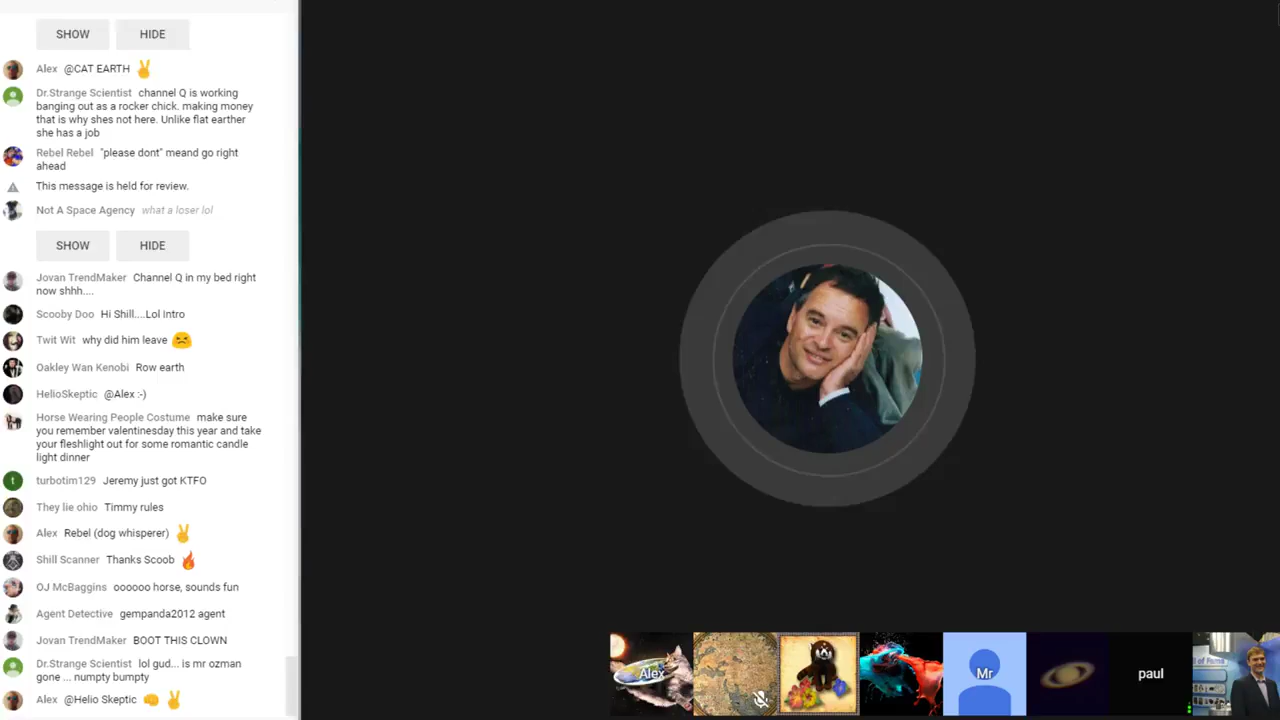 SHOW HIDE
Alex @CAT EARTH
Dr.Strange Scientist channel Q is working
banging out as a rocker chick. making money
that is why shes not here. Unlike flat earther
she has a job
Rebel Rebel "please dont" meand go right
ahead
This message is held for review.
Not A Space Agency what a loser lol
SHOW HIDE
Jovan TrendMaker Channel Q in my bed right
now shhh....
Scooby Doo Hi Shill....Lol Intro
Twit Wit why did him leave
Oakley Wan Kenobi Row earth
HelioSkeptic @Alex :-)
Horse Wearing People Costume make sure
you remember valentinesday this year and take
your fleshlight out for some romantic candle
light dinner
turbotim129 Jeremy just got KTFO
They lie ohio Timmy rules
Alex Rebel (dog whisperer)
Shill Scanner Thanks Scoob
OJ McBaggins oooooo horse, sounds fun
Agent Detective gempanda2012 agent
Jovan TrendMaker BOOT THIS CLOWN
Dr.Strange Scientist lol gud... is mr ozman
gone ... numpty bumpty
Alex @Helio Skeptic
t
Alex
Mr
paul